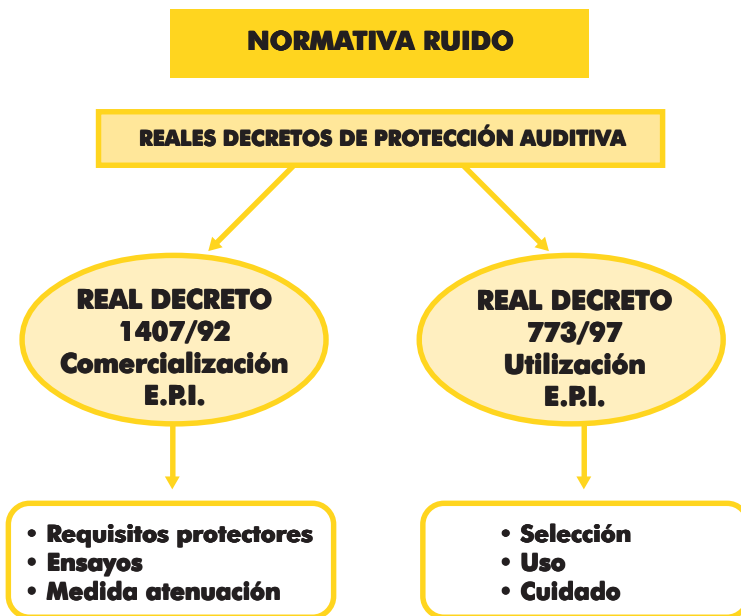 NORMATIVA RUIDO
REALES DECRETOS DE PROTECCIÓN AUDITIVA
REAL DECRETO
1407/92
Comercialización
E.P.I.
REAL DECRETO
773/97
Utilización
E.P.I.
• Requisitos protectores
• Ensayos
• Medida atenuación
• Selección
• Uso
• Cuidado